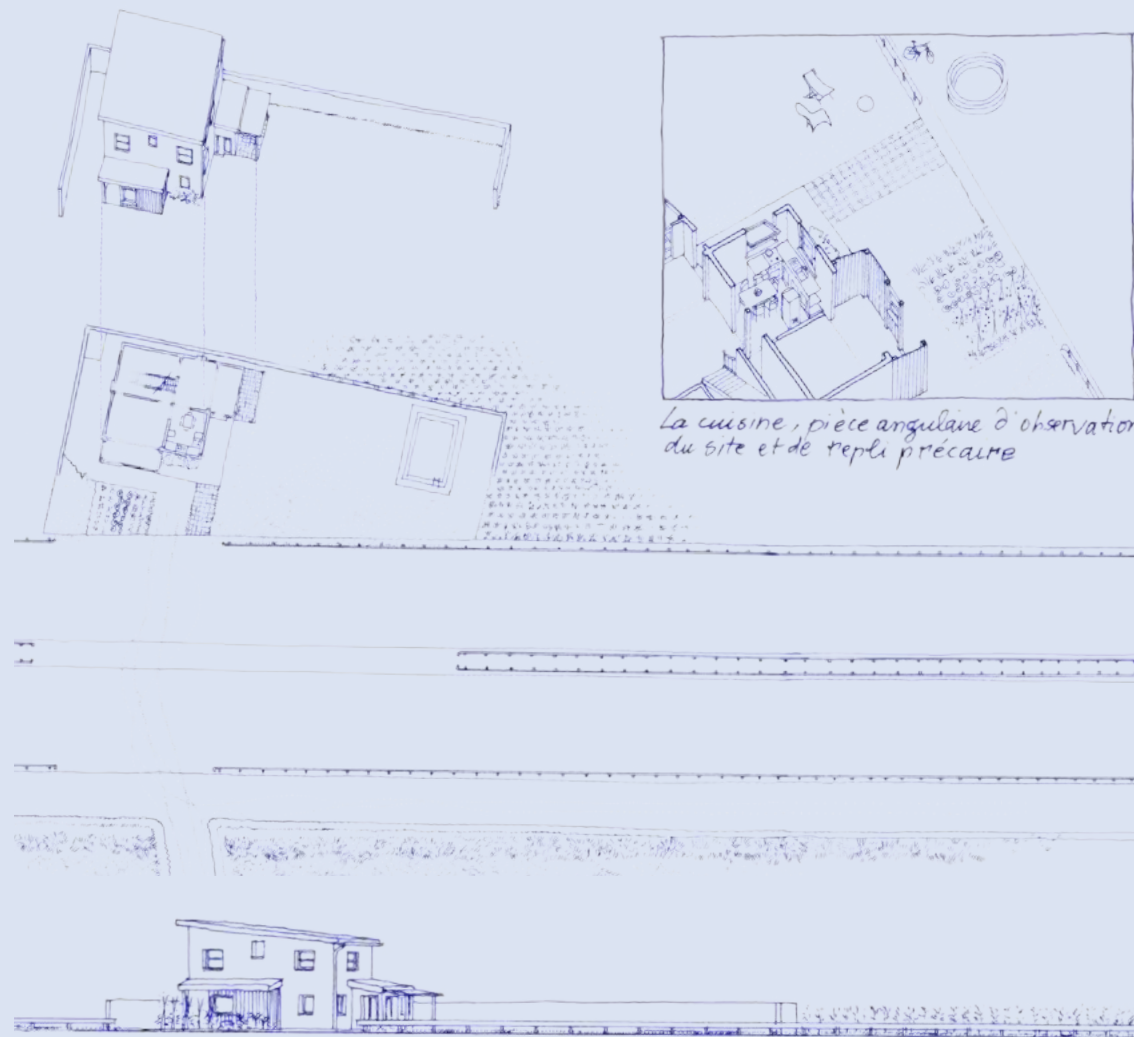 La cuisine, pièce angulaire d'observation
du site et de repli précaire